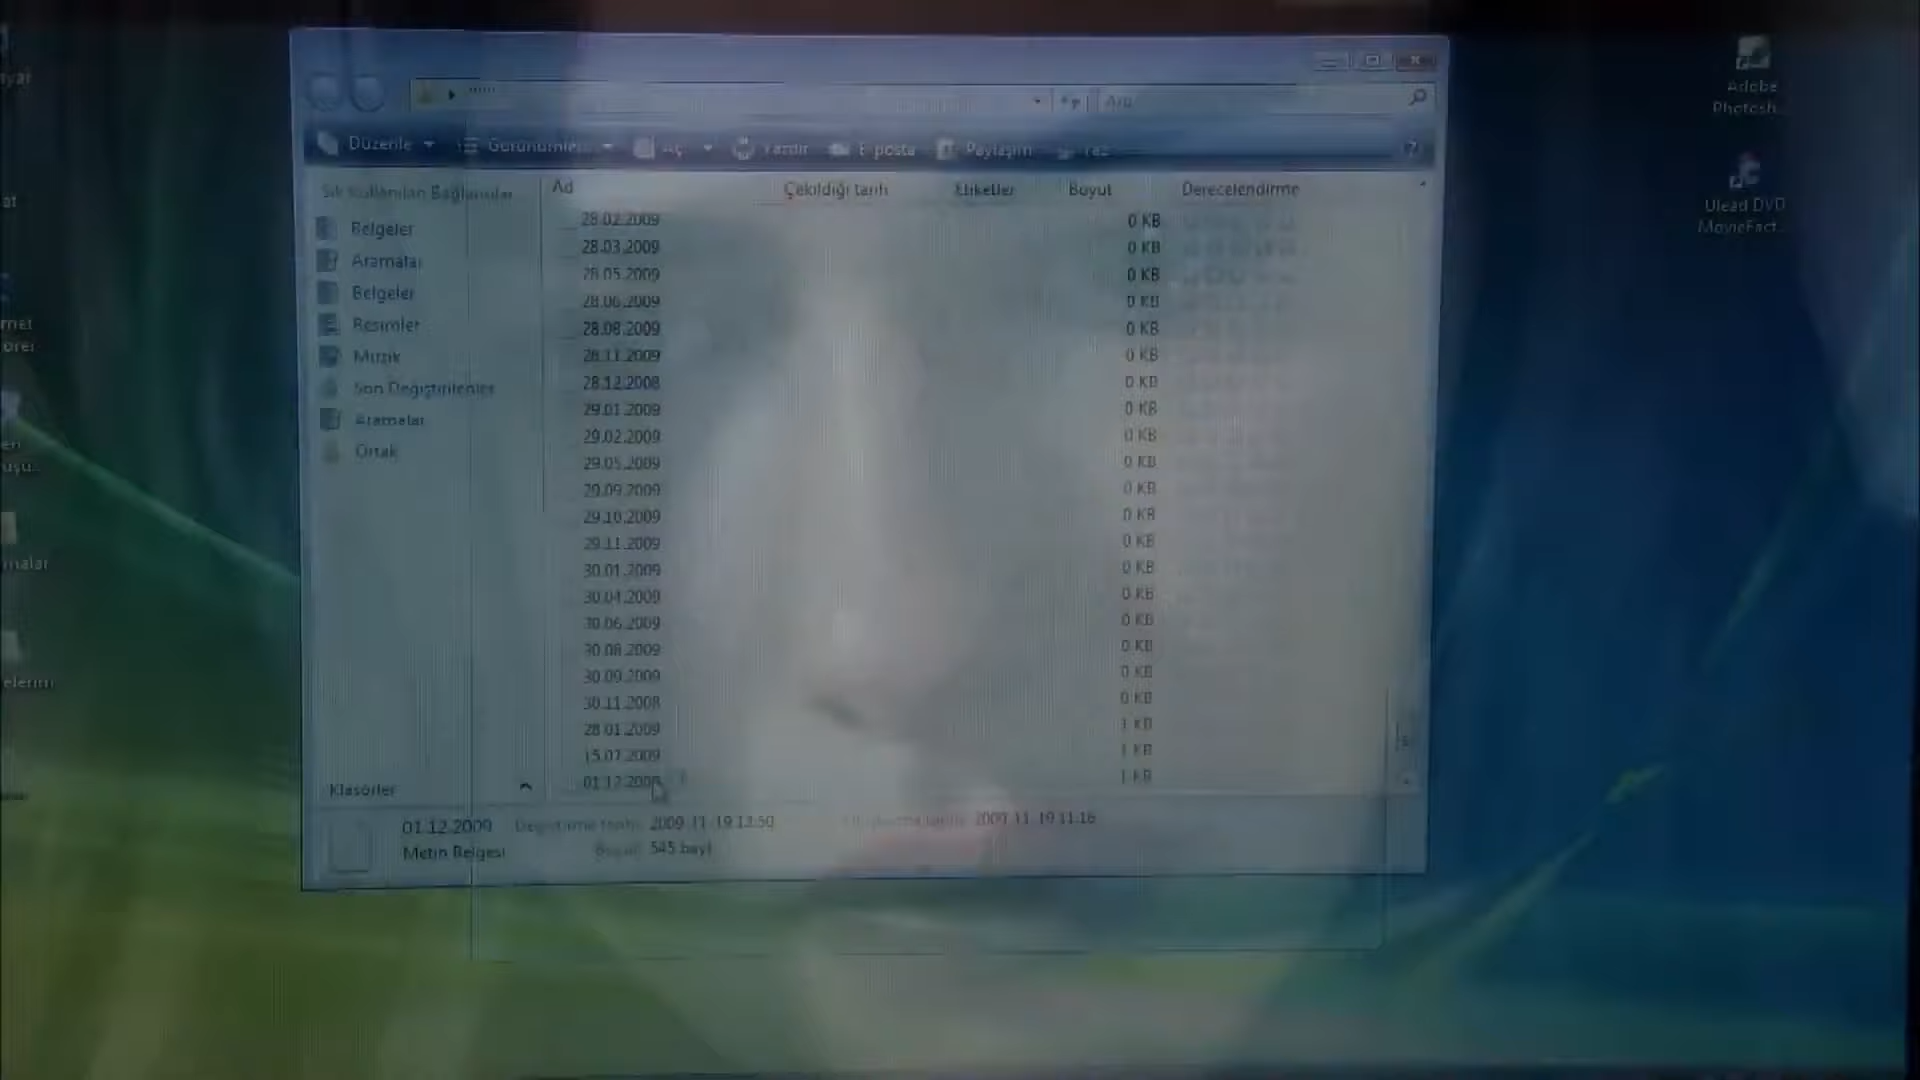 Adobe
Photosh...
Ulead DVD
MovieFact...
Düzenle
Görünümler
Aç
Yazdır
E-posta
Paylaştır
Yaz
Sık Kullanılan Bağlantılar
Ad
Çekildiği tarih
Etiketler
Boyut
Derecelendirme
Belgeler
Aramalar
Belgeler
Resimler
Müzik
Son Değiştirilenler
Aramalar
Ortak
28.02.2009 0 KB
28.03.2009 0 KB
28.05.2009 0 KB
28.06.2009 0 KB
28.08.2009 0 KB
28.11.2009 0 KB
28.12.2008 0 KB
29.01.2009 0 KB
29.02.2009 0 KB
29.05.2009 0 KB
29.09.2009 0 KB
29.10.2009 0 KB
29.11.2009 0 KB
30.01.2009 0 KB
30.04.2009 0 KB
30.06.2009 0 KB
30.08.2009 0 KB
30.09.2009 0 KB
30.11.2008 0 KB
28.01.2009 1 KB
15.07.2009 1 KB
01.12.2009 1 KB
Klasörler
01.12.2009
2009.11.19 12:50
2009.11.19 11:16
Metin Belgesi
545 bayt